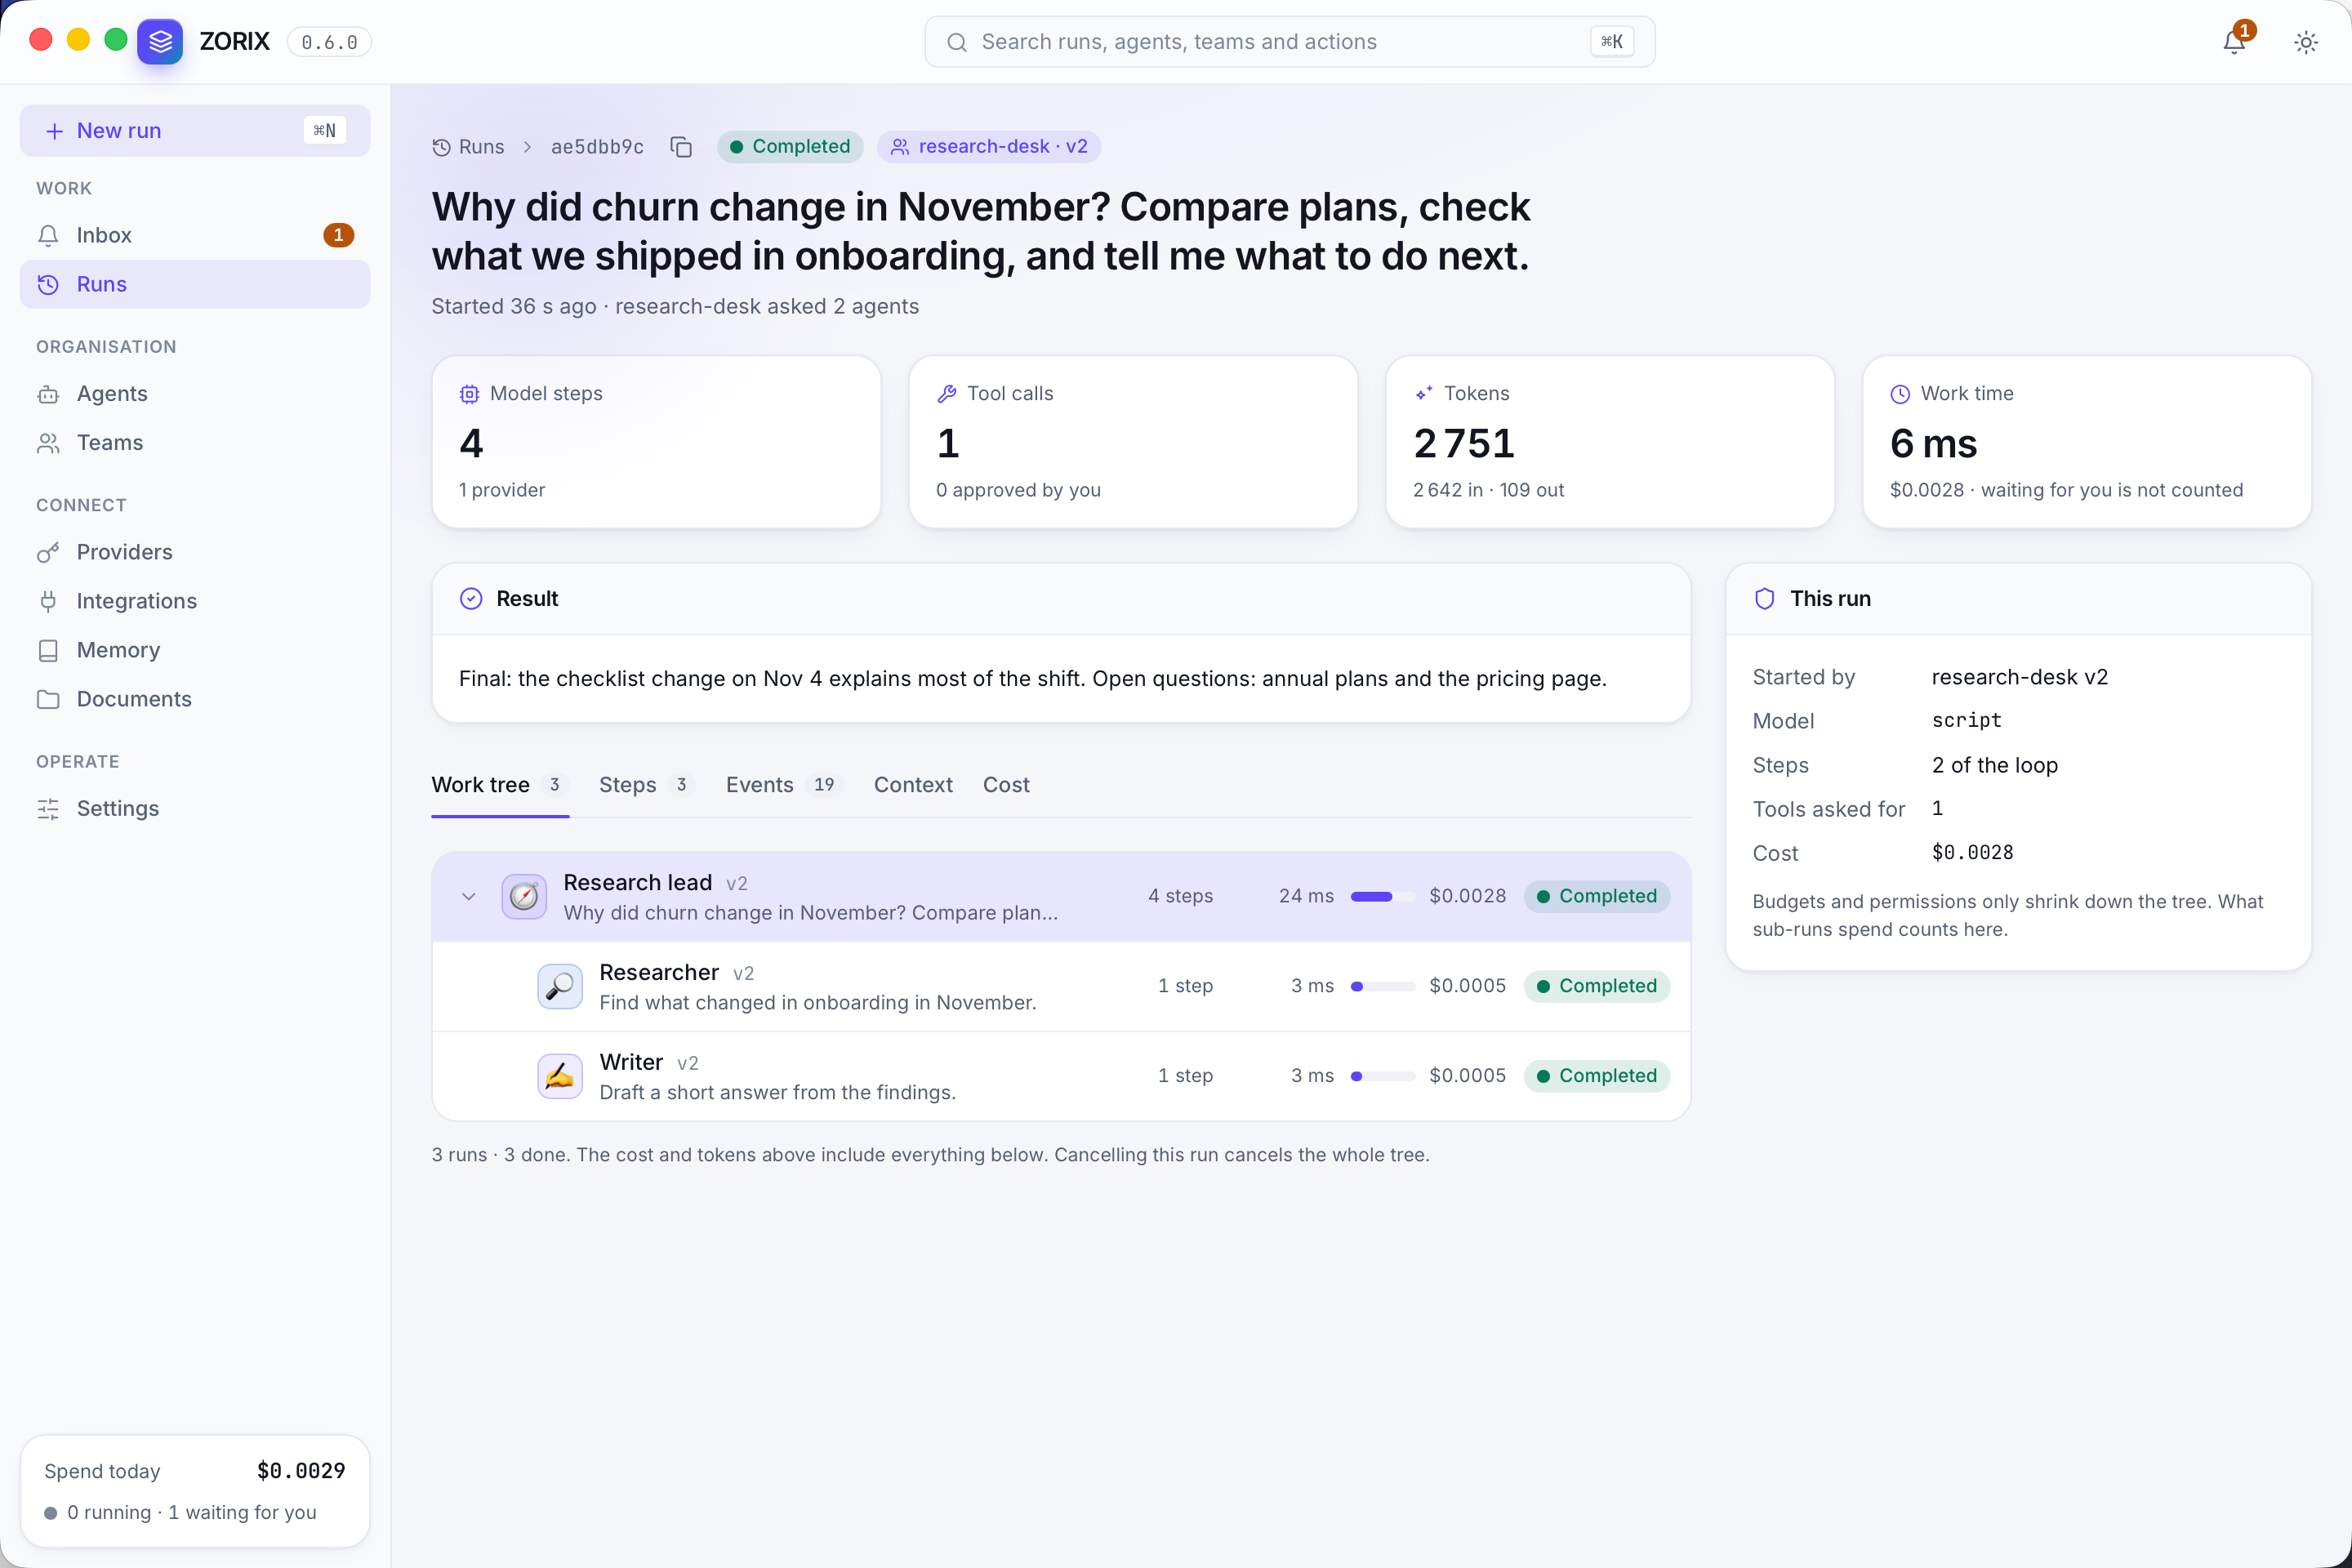 ZORIX 0.6.0
Search runs, agents, teams and actions ⌘K
1
New run ⌘N
WORK
Inbox 1
Runs
ORGANISATION
Agents
Teams
CONNECT
Providers
Integrations
Memory
Documents
OPERATE
Settings
Spend today $0.0029
0 running · 1 waiting for you
Runs > ae5dbb9c Completed research-desk · v2
Why did churn change in November? Compare plans, check
what we shipped in onboarding, and tell me what to do next.
Started 36 s ago · research-desk asked 2 agents
Model steps
4
1 provider
Tool calls
1
0 approved by you
Tokens
2 751
2 642 in · 109 out
Work time
6 ms
$0.0028 · waiting for you is not counted
Result
Final: the checklist change on Nov 4 explains most of the shift. Open questions: annual plans and the pricing page.
Work tree 3 Steps 3 Events 19 Context Cost
Research lead v2
Why did churn change in November? Compare plan...
4 steps 24 ms $0.0028 Completed
Researcher v2
Find what changed in onboarding in November.
1 step 3 ms $0.0005 Completed
Writer v2
Draft a short answer from the findings.
1 step 3 ms $0.0005 Completed
3 runs · 3 done. The cost and tokens above include everything below. Cancelling this run cancels the whole tree.
This run
Started by research-desk v2
Model script
Steps 2 of the loop
Tools asked for 1
Cost $0.0028
Budgets and permissions only shrink down the tree. What
sub-runs spend counts here.